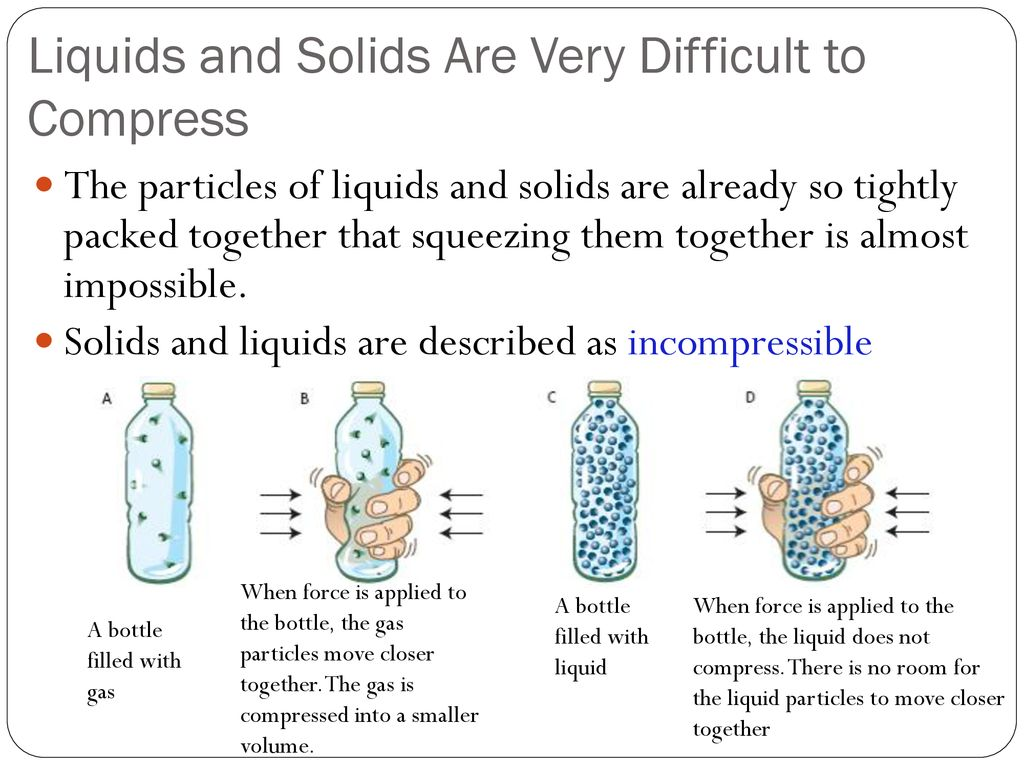 Liquids and Solids Are Very Difficult to
Compress
• The particles of liquids and solids are already so tightly
packed together that squeezing them together is almost
impossible.
• Solids and liquids are described as incompressible
A
B
C
D
A bottle
filled with
gas
When force is applied to
the bottle, the gas
particles move closer
together. The gas is
compressed into a smaller
volume.
A bottle
filled with
liquid
When force is applied to the
bottle, the liquid does not
compress. There is no room for
the liquid particles to move closer
together